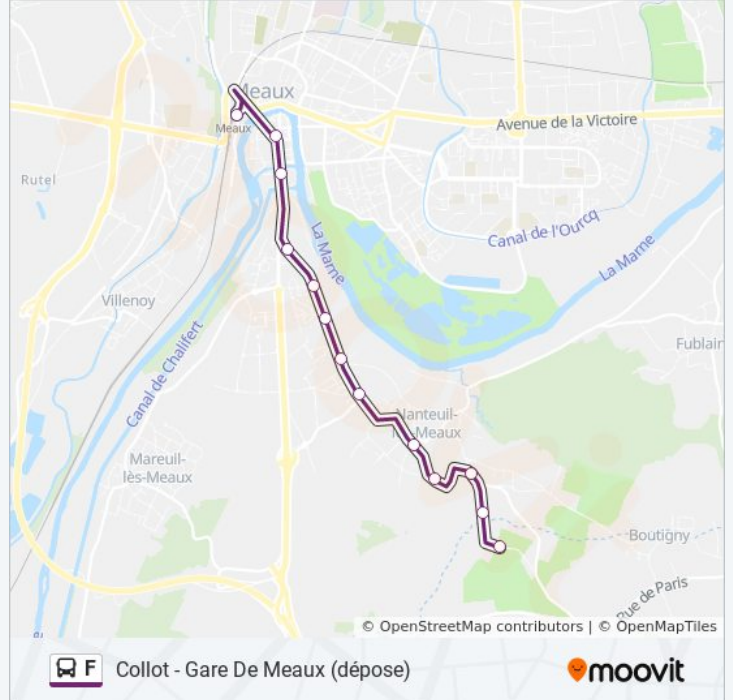 Meaux
Meaux
Avenue de la Victoire
Rutel
Canal de l'Ourcq
La Marne
La Marne
Villenoy
Canal de Chalifert
Fublain
Nanteuil-
lès-Meaux
Mareuil-
lès-Meaux
Boutigny
Rue de Paris
© OpenStreetMap contributors | © OpenMapTiles
F Collot - Gare De Meaux (dépose)
moovit